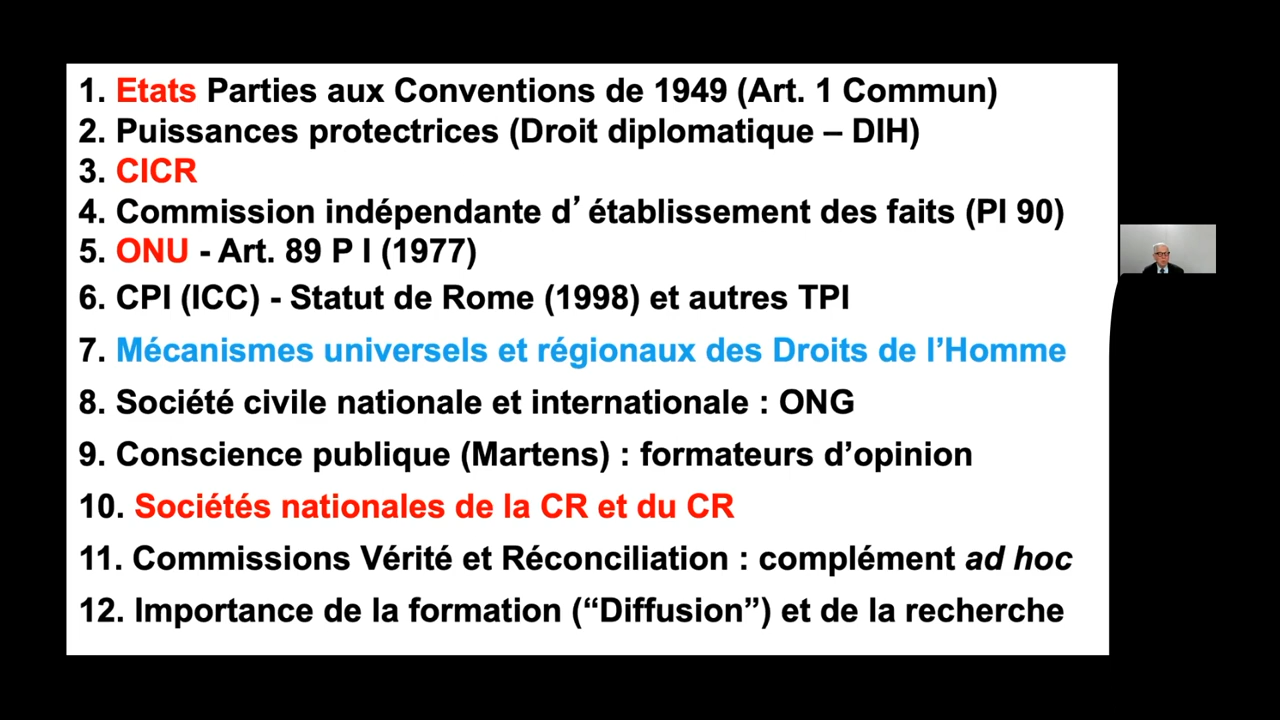 1. Etats Parties aux Conventions de 1949 (Art. 1 Commun)
2. Puissances protectrices (Droit diplomatique – DIH)
3. CICR
4. Commission indépendante d’ établissement des faits (PI 90)
5. ONU - Art. 89 P I (1977)
6. CPI (ICC) - Statut de Rome (1998) et autres TPI
7. Mécanismes universels et régionaux des Droits de l’Homme
8. Société civile nationale et internationale : ONG
9. Conscience publique (Martens) : formateurs d’opinion
10. Sociétés nationales de la CR et du CR
11. Commissions Vérité et Réconciliation : complément ad hoc
12. Importance de la formation (“Diffusion”) et de la recherche